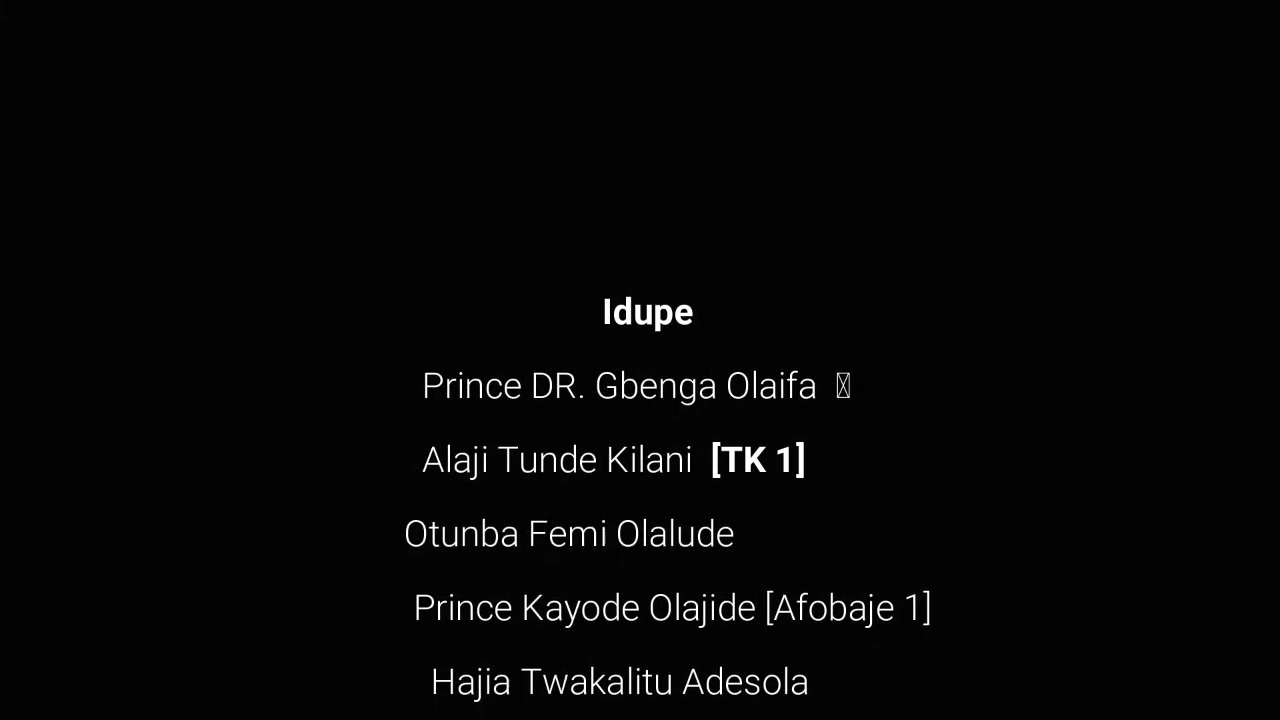 Idupe
Prince DR. Gbenga Olaifa
Alaji Tunde Kilani [TK 1]
Otunba Femi Olalude
Prince Kayode Olajide [Afobaje 1]
Hajia Twakalitu Adesola